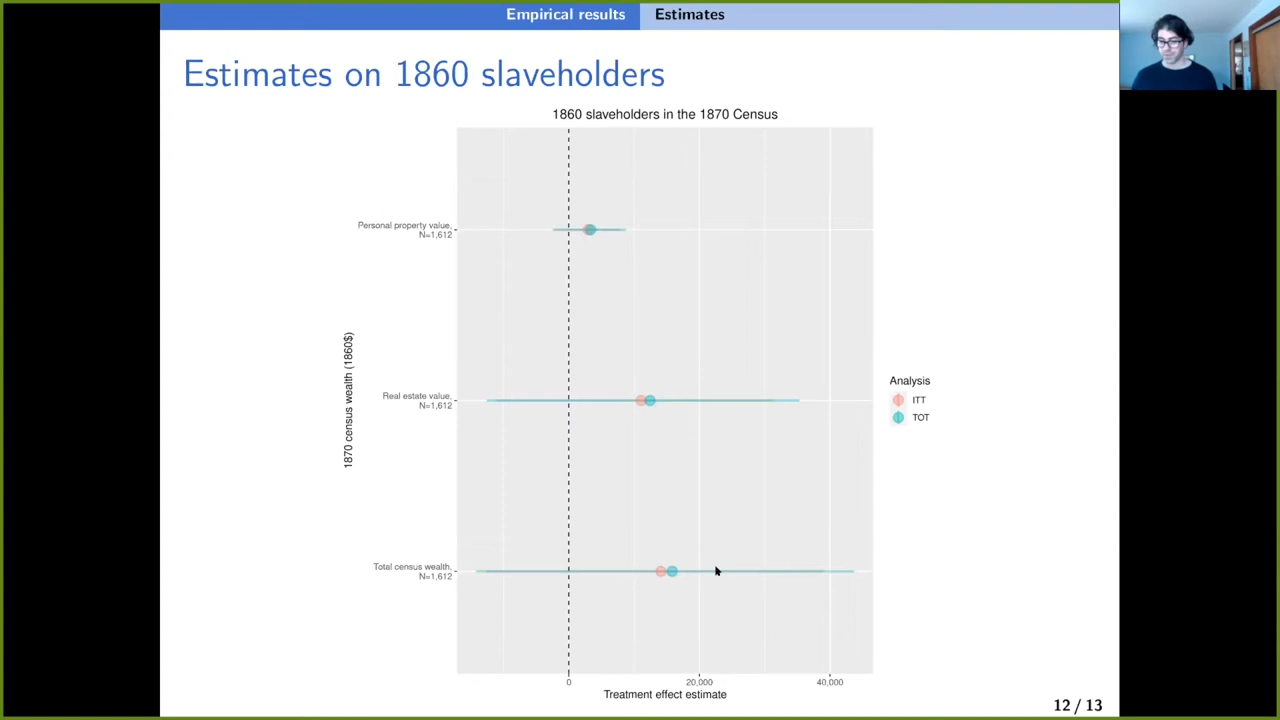 Empirical results Estimates
Estimates on 1860 slaveholders
1860 slaveholders in the 1870 Census
Personal property value,
N=1,612
1870 census wealth (1860$)
Real estate value,
N=1,612
Total census wealth,
N=1,612
Analysis
ITT
TOT
0 20,000 40,000
Treatment effect estimate
12 / 13